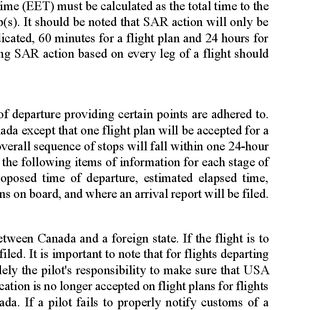 ime (EET) must be calculated as the total time to the
p(s). It should be noted that SAR action will only be
licated, 60 minutes for a flight plan and 24 hours for
ng SAR action based on every leg of a flight should
of departure providing certain points are adhered to.
ada except that one flight plan will be accepted for a
overall sequence of stops will fall within one 24-hour
the following items of information for each stage of
oposed time of departure, estimated elapsed time,
ns on board, and where an arrival report will be filed.
etween Canada and a foreign state. If the flight is to
filed. It is important to note that for flights departing
lely the pilot's responsibility to make sure that USA
cation is no longer accepted on flight plans for flights
ada. If a pilot fails to properly notify customs of a